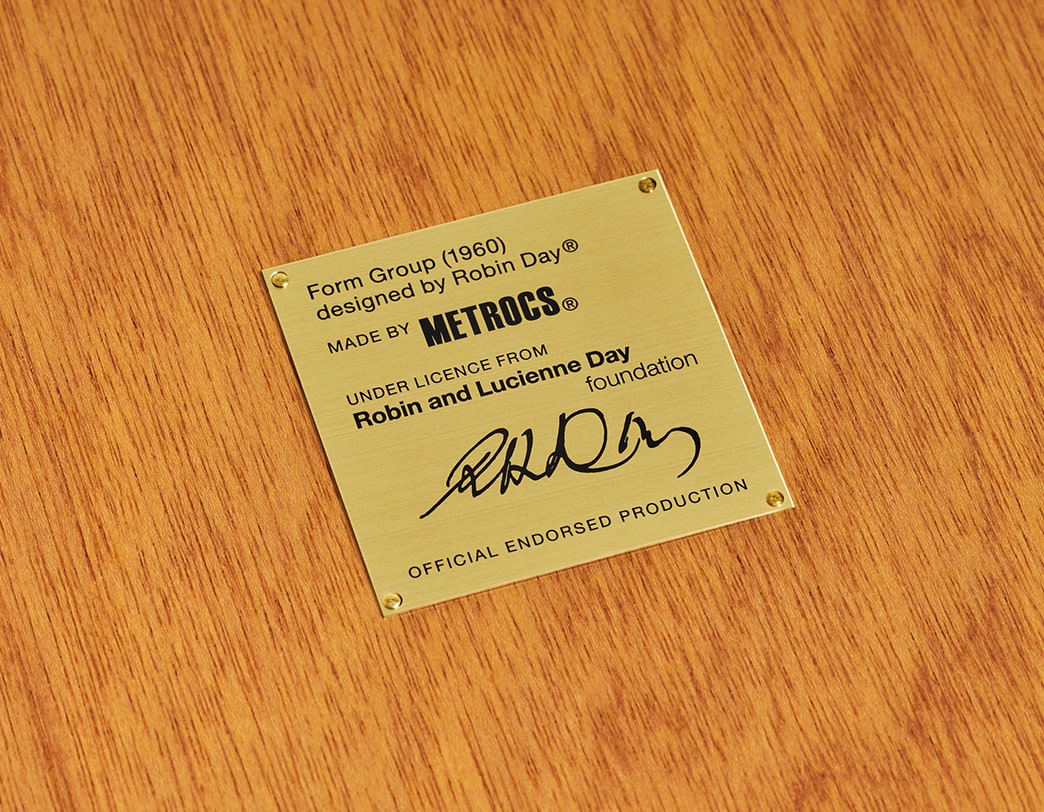 Form Group (1960)
designed by Robin Day®
MADE BY METROCS®
UNDER LICENCE FROM
Robin and Lucienne Day
foundation
OFFICIAL ENDORSED PRODUCTION